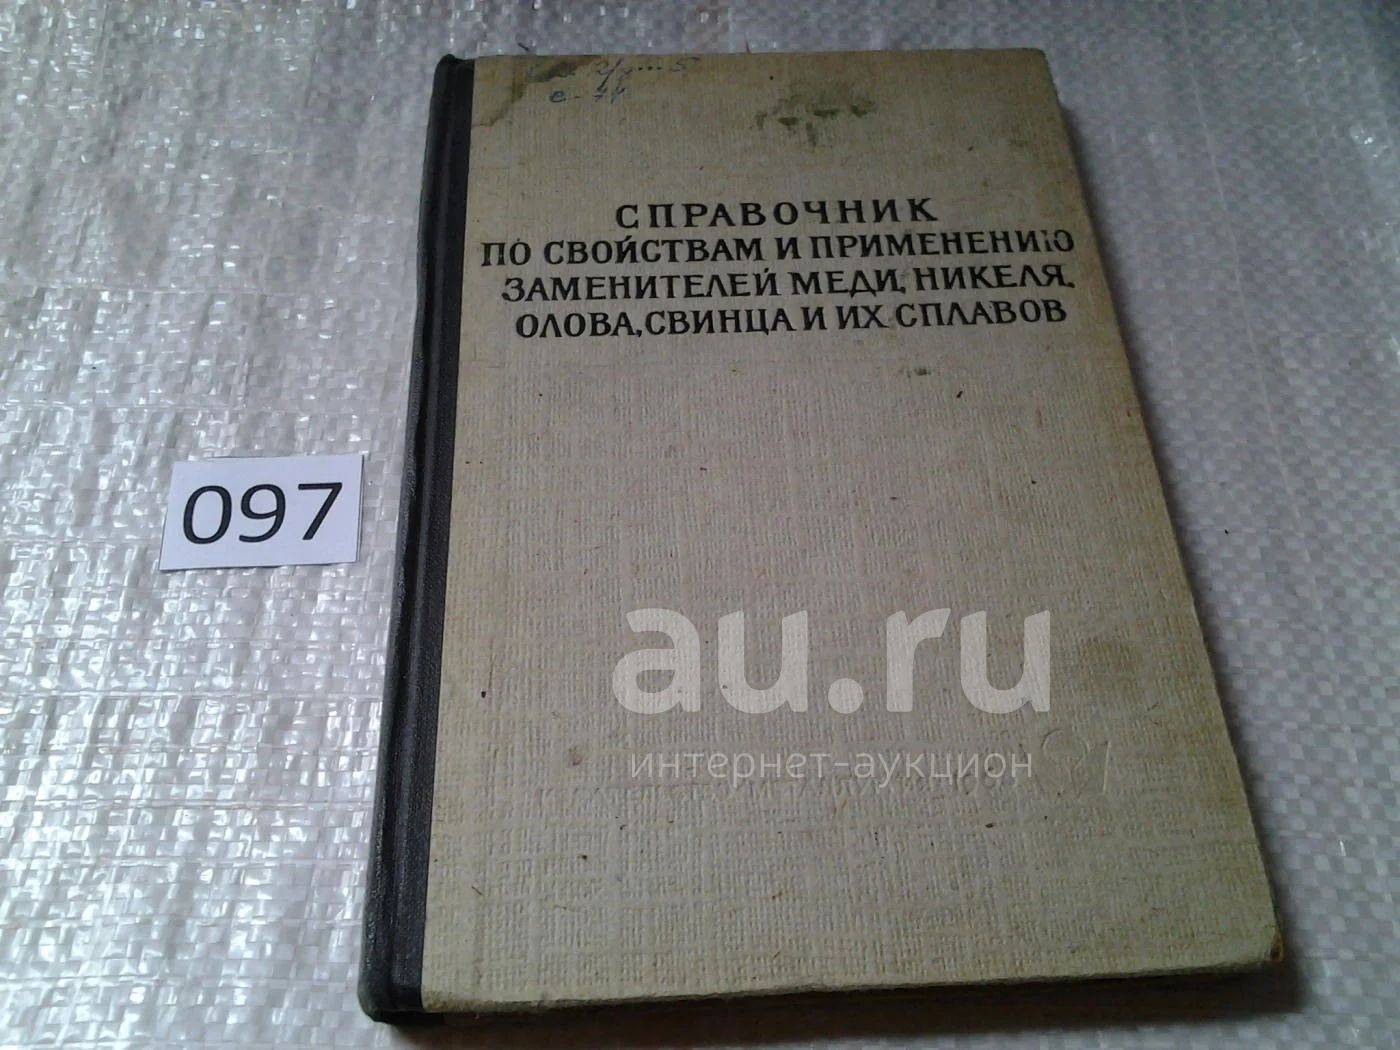 СПРАВОЧНИК
ПО СВОЙСТВАМ И ПРИМЕНЕНИЮ
ЗАМЕНИТЕЛЕЙ МЕДИ, НИКЕЛЯ,
ОЛОВА, СВИНЦА И ИХ СПЛАВОВ
097
au.ru
интернет-аукцион